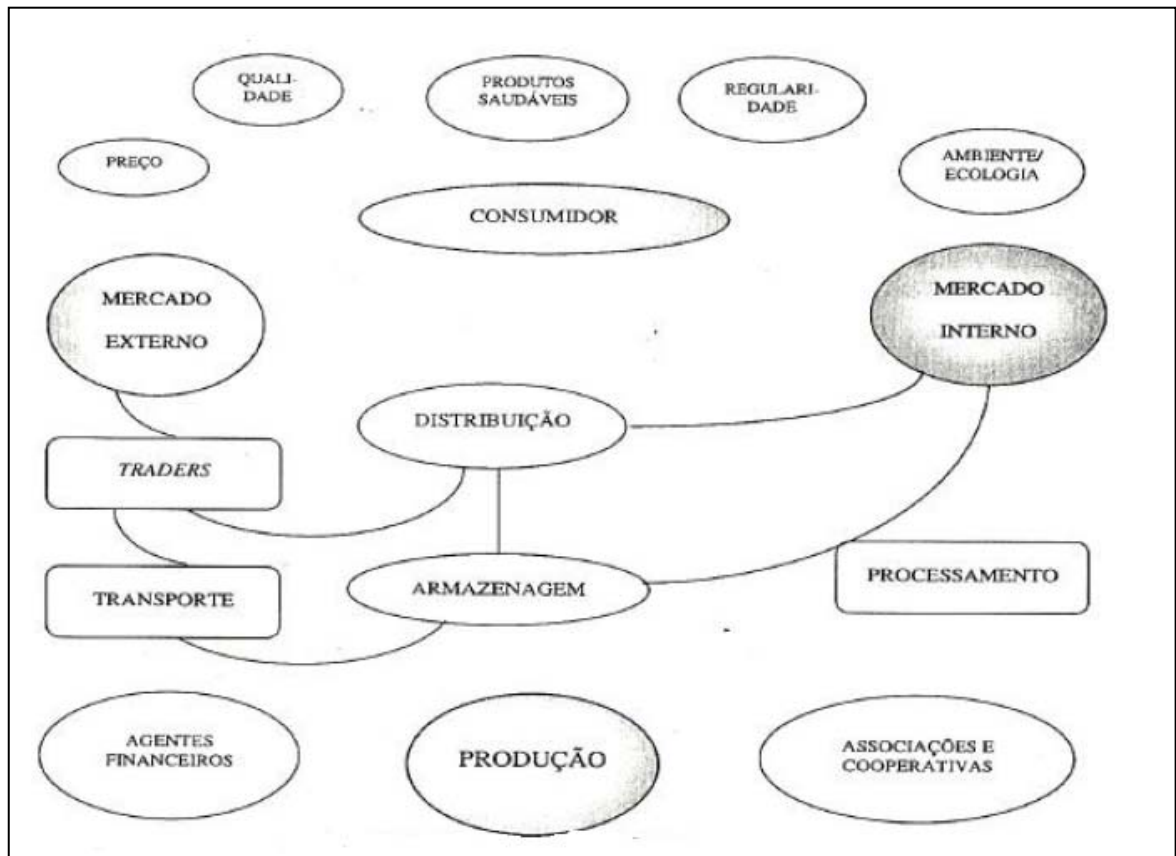 QUALI-
DADE
PRODUTOS
SAUDÁVEIS
REGULARI-
DADE
PREÇO
AMBIENTE/
ECOLOGIA
CONSUMIDOR
MERCADO
EXTERNO
MERCADO
INTERNO
DISTRIBUIÇÃO
TRADERS
TRANSPORTE
ARMAZENAGEM
PROCESSAMENTO
AGENTES
FINANCEIROS
PRODUÇÃO
ASSOCIAÇÕES E
COOPERATIVAS